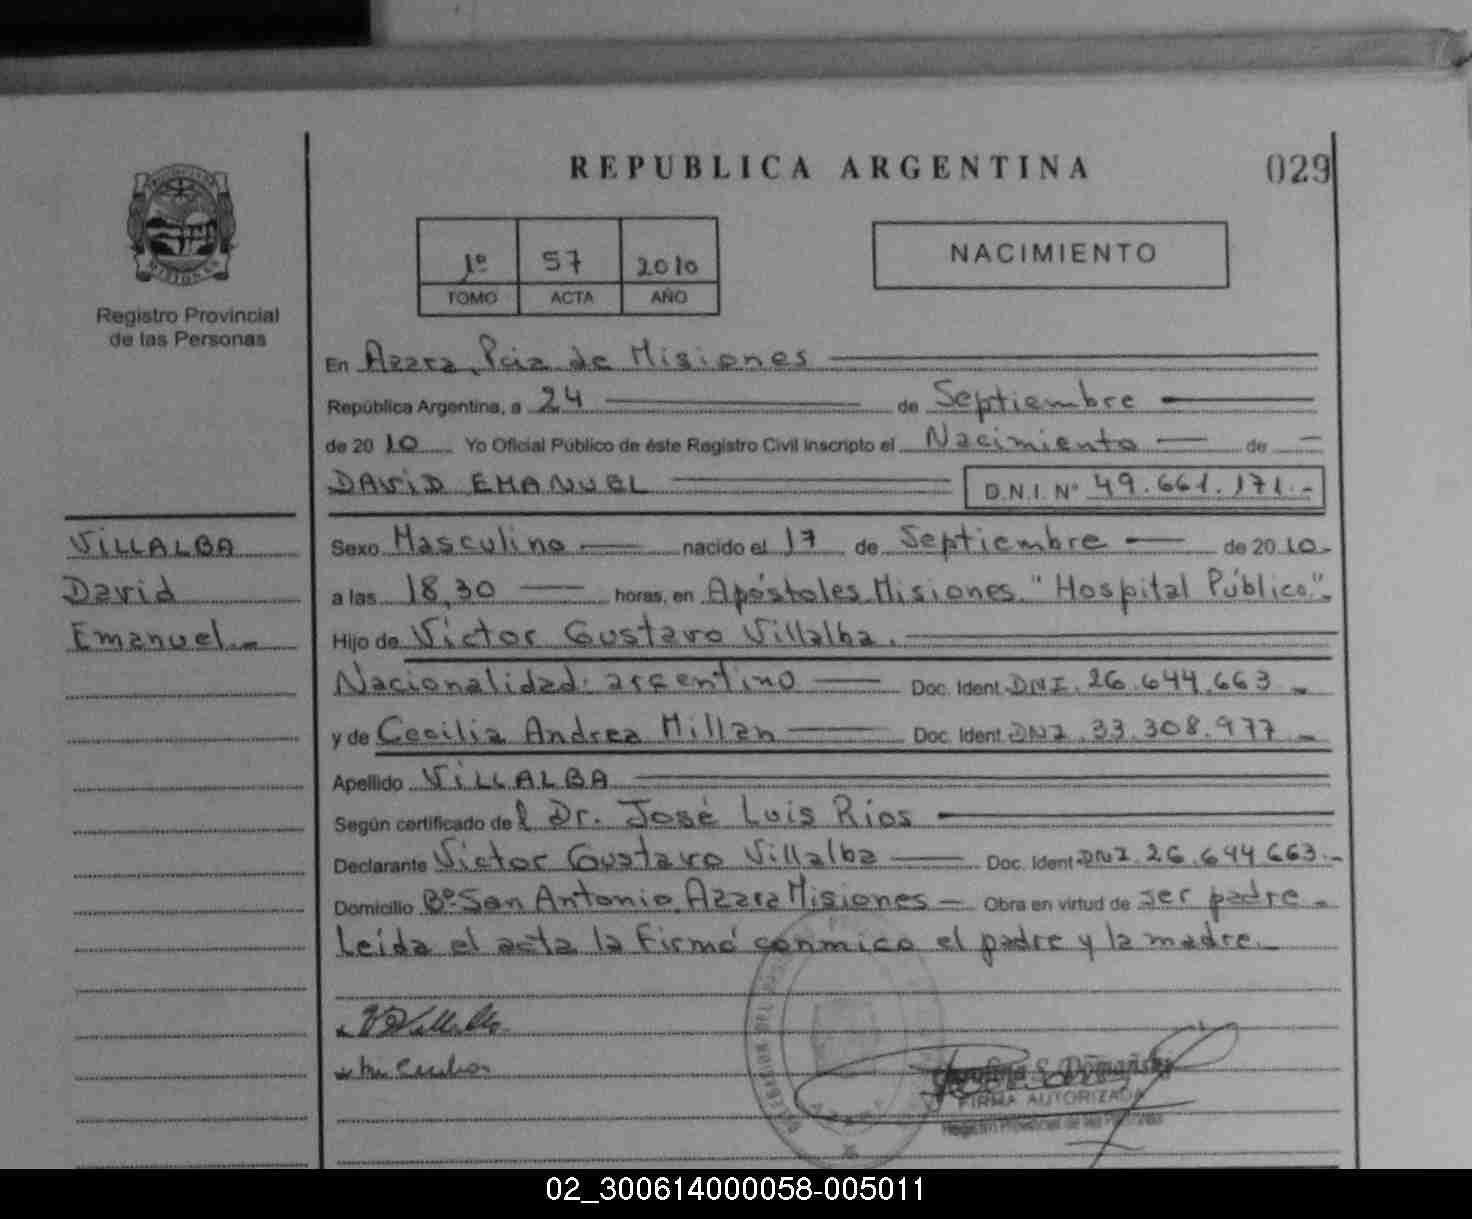 REPUBLICA ARGENTINA
029
1º 57 2010
TOMO ACTA AÑO
NACIMIENTO
MISIONES
Registro Provincial
de las Personas
En Azara, Pcia de Misiones
República Argentina, a 24 de Septiembre
de 2010 Yo Oficial Público de éste Registro Civil inscripto el Nacimiento de
DAViD EMANUEL D.N.I. Nº 49.661.171.-
ViLLALBA
David
Emanuel.-
Sexo Masculino nacido el 17 de Septiembre de 2010-
a las 18,30 horas, en Apóstoles Misiones "Hospital Público".
Hijo de Victor Gustavo Villalba.
Nacionalidad: argentino Doc. Ident. DNI. 26.644.663 -
y de Cecilia Andrea Millan Doc. Ident. DNI. 33.308.977 -
Apellido ViLLALBA
Según certificado del Dr. José Luis Rios
Declarante Victor Gustavo Villalba Doc. Ident. DNI. 26.644.663.-
Domicilio Bº San Antonio, Azara Misiones - Obra en virtud de ser padre.
Leída el acta la firmó conmigo el padre y la madre.-
S. Domañski
FIRMA AUTORIZADA
Registro Provincial de las Personas
02_300614000058-005011